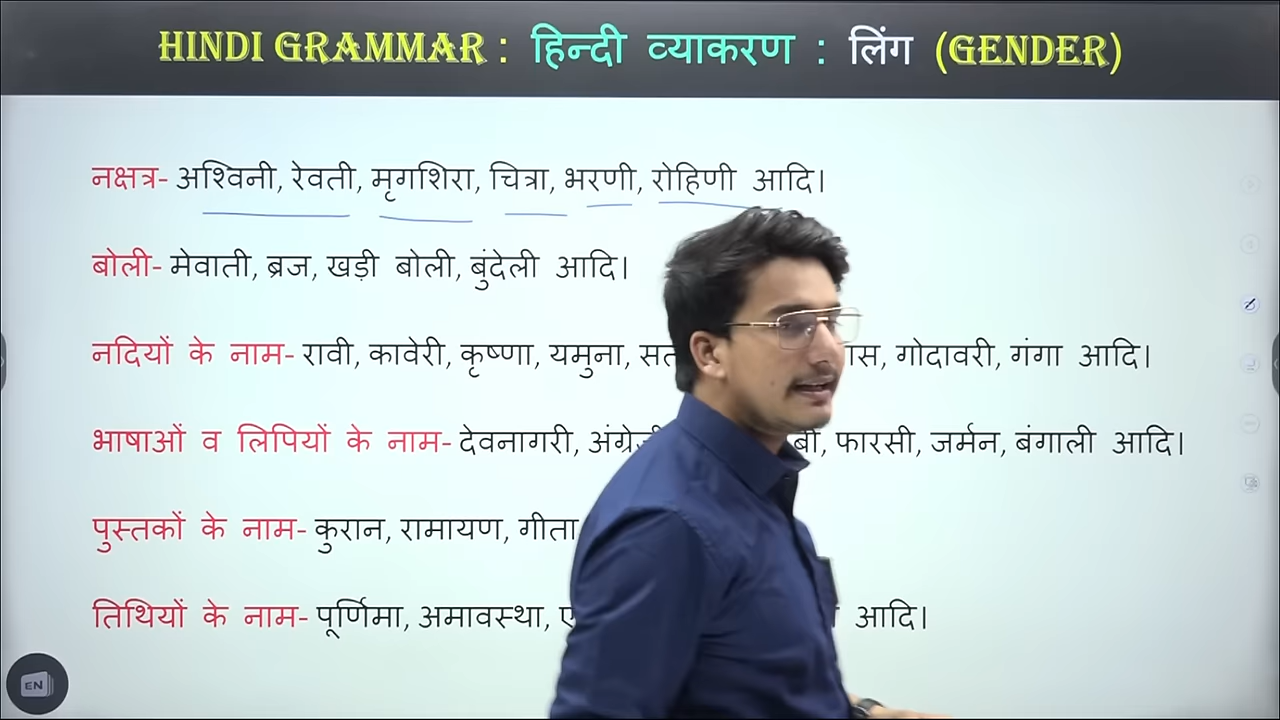 HINDI GRAMMAR : हिन्दी व्याकरण : लिंग (GENDER)
नक्षत्र- अश्विनी, रेवती, मृगशिरा, चित्रा, भरणी, रोहिणी आदि।
बोली- मेवाती, ब्रज, खड़ी बोली, बुंदेली आदि।
नदियों के नाम- रावी, कावेरी, कृष्णा, यमुना, गोदावरी, गंगा आदि।
भाषाओं व लिपियों के नाम- देवनागरी, फारसी, जर्मन, बंगाली आदि।
पुस्तकों के नाम- कुरान, रामायण, गीता
तिथियों के नाम- पूर्णिमा, अमावस्था, आदि।
EN